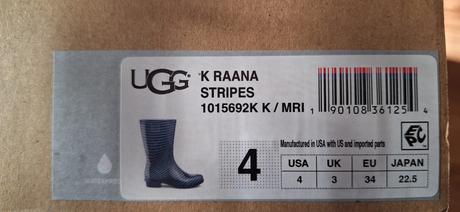 UGG
K RAANA
STRIPES
1015692K K / MRI
1 90108 36125 4
Manufactured in USA with US and imported parts
4
USA UK EU JAPAN
4 3 34 22.5
EPC